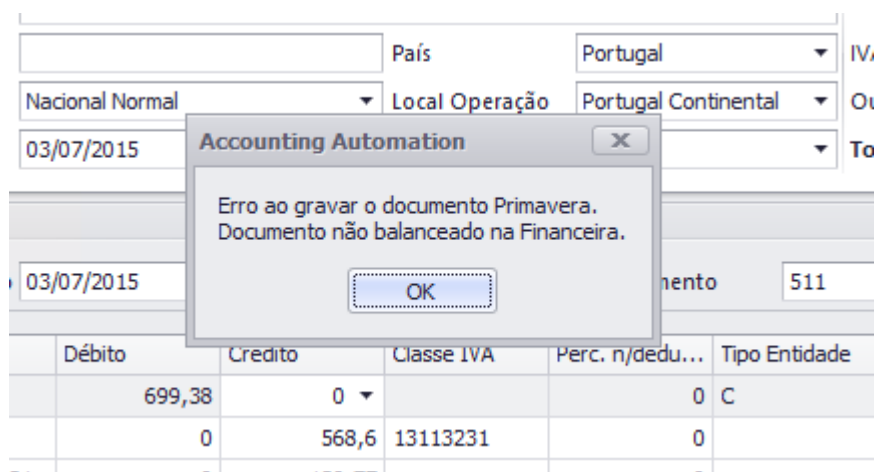 País Portugal
Nacional Normal Local Operação Portugal Continental
03/07/2015
Accounting Automation
Erro ao gravar o documento Primavera.
Documento não balanceado na Financeira.
OK
03/07/2015 511
Débito Crédito Classe IVA Perc. n/dedu... Tipo Entidade
699,38 0 0 C
0 568,6 13113231 0